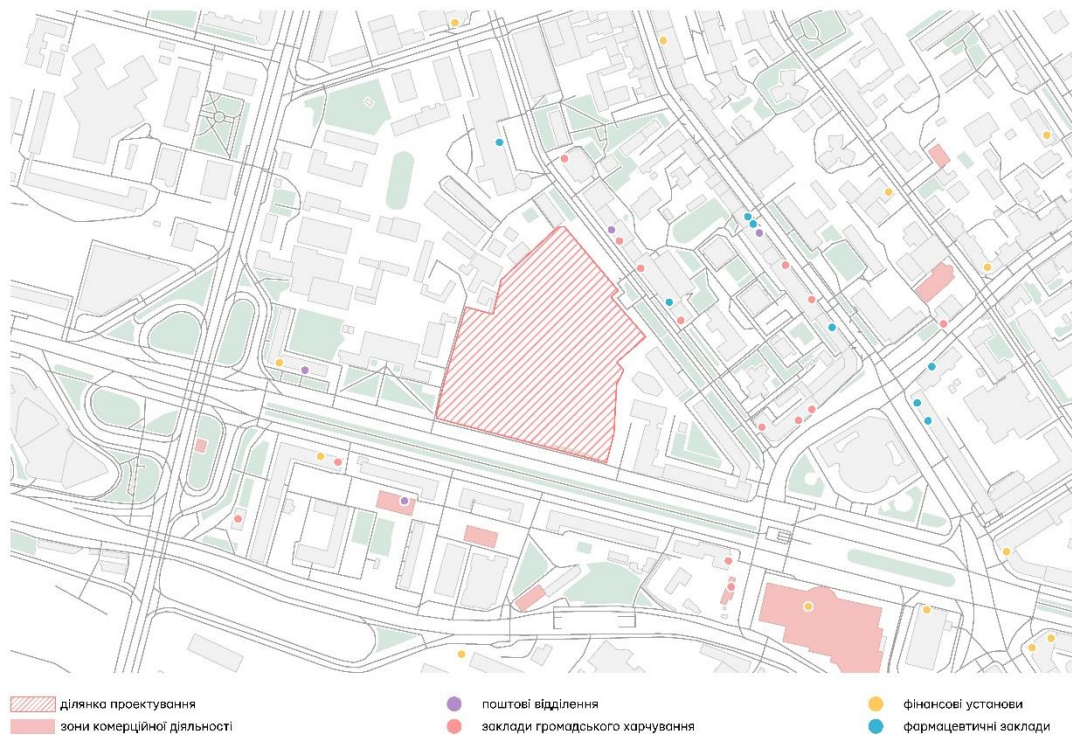 ділянка проектування
поштові відділення
фінансові установи
зони комерційної діяльності
заклади громадського харчування
фармацевтичні заклади